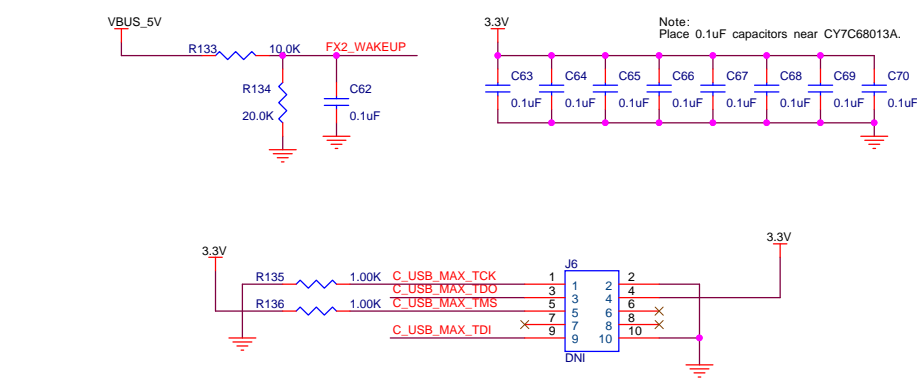 VBUS_5V
R133
10.0K
FX2_WAKEUP
R134
20.0K
C62
0.1uF
3.3V
Note:
Place 0.1uF capacitors near CY7C68013A.
C63
C64
C65
C66
C67
C68
C69
C70
0.1uF
0.1uF
0.1uF
0.1uF
0.1uF
0.1uF
0.1uF
0.1uF
3.3V
3.3V
J6
R135
1.00K
C_USB_MAX_TCK
1
1
2
2
C_USB_MAX_TDO
3
3
4
4
R136
1.00K
C_USB_MAX_TMS
5
5
6
6
7
7
8
8
C_USB_MAX_TDI
9
9
10
10
DNI